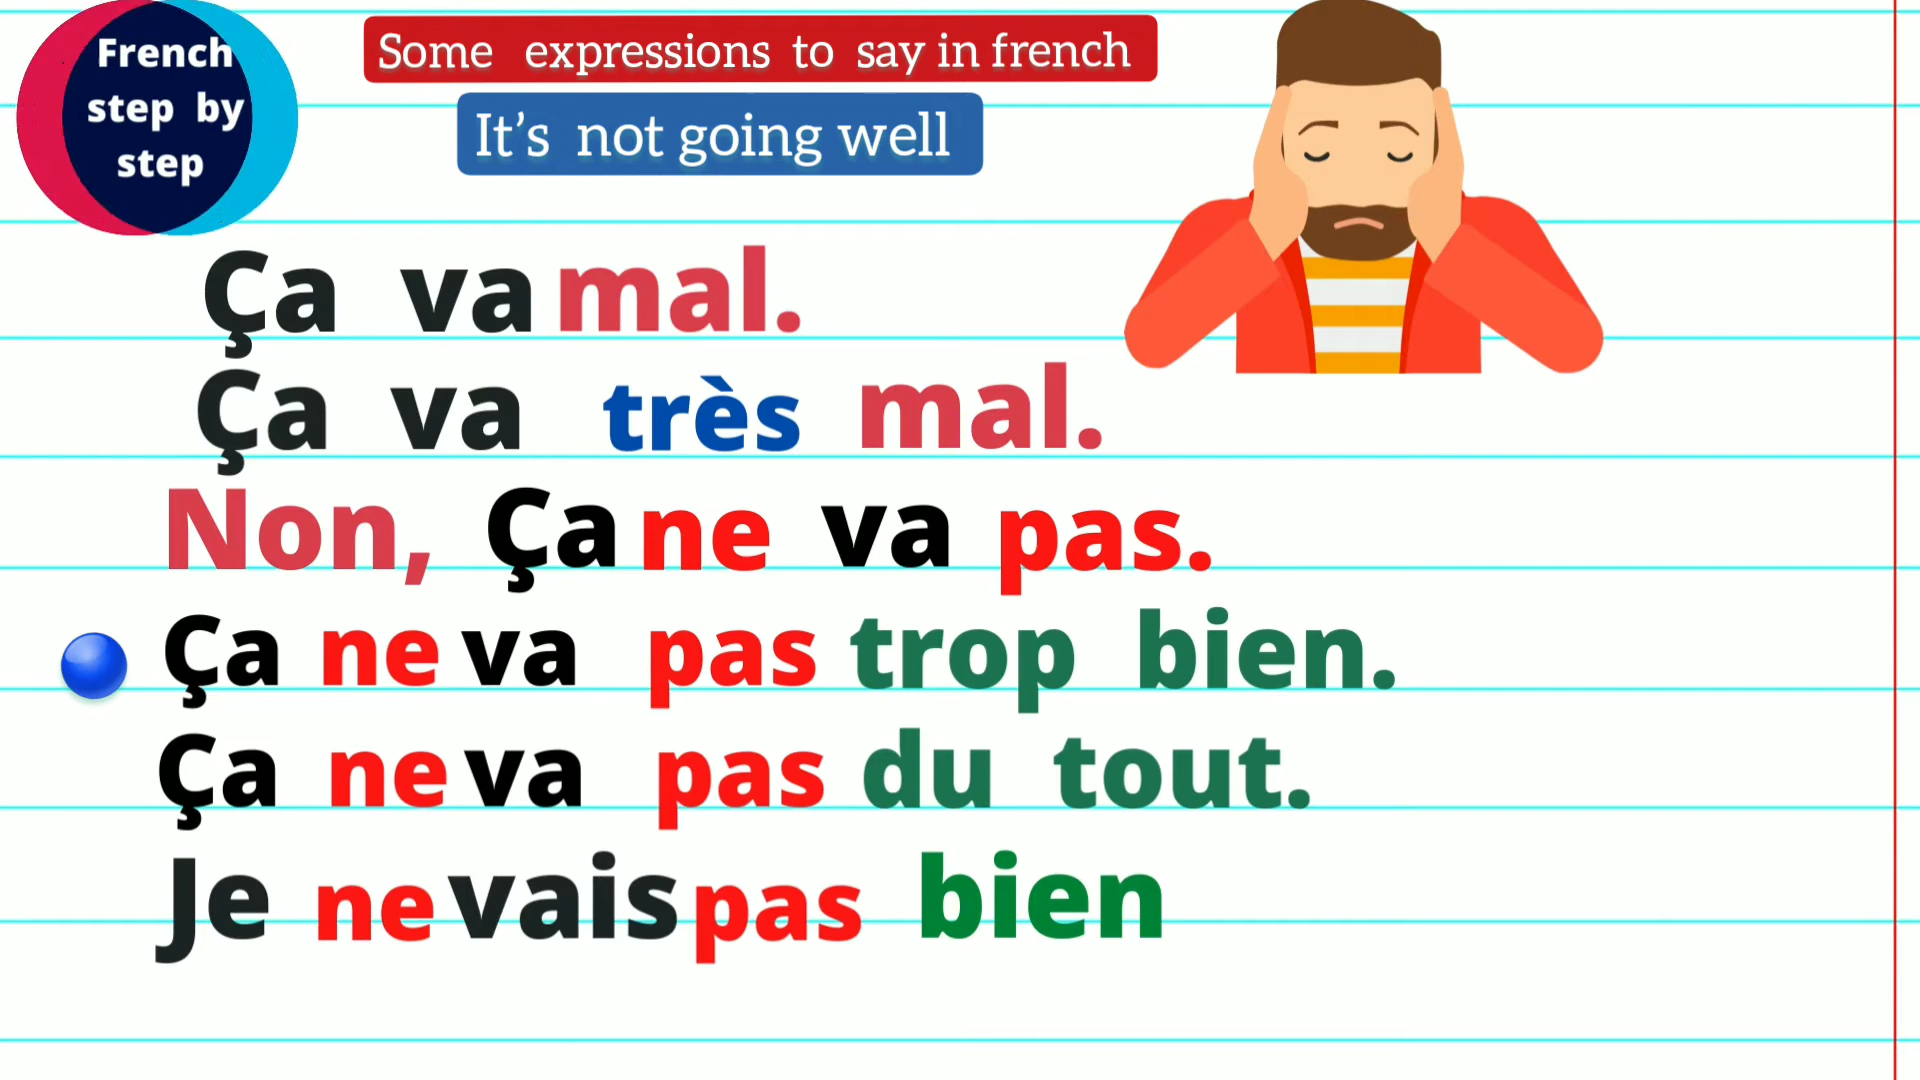 French
step by
step
Some expressions to say in french
It's not going well
Ça va mal.
Ça va très mal.
Non, Ça ne va pas.
Ça ne va pas trop bien.
Ça ne va pas du tout.
Je ne vais pas bien